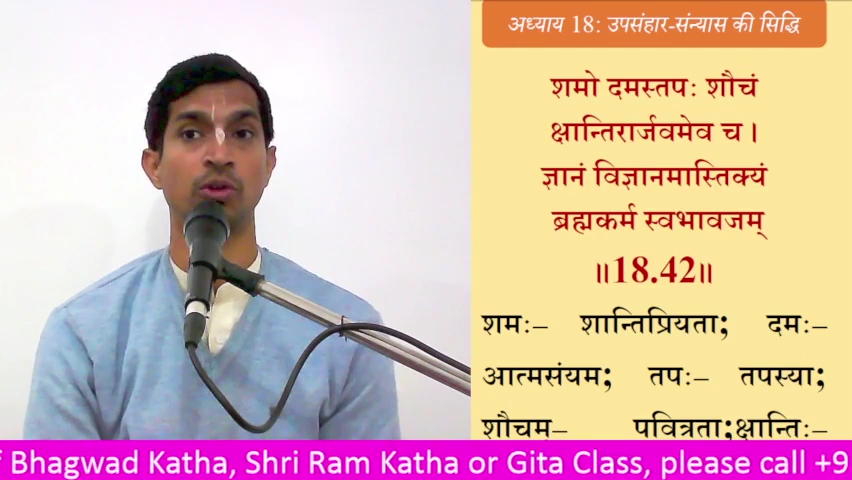 अध्याय 18: उपसंहार-संन्यास की सिद्धि
शमो दमस्तपः शौचं
क्षान्तिरार्जवमेव च।
ज्ञानं विज्ञानमास्तिक्यं
ब्रह्मकर्म स्वभावजम्
॥18.42॥
शमः– शान्तिप्रियता; दमः–
आत्मसंयम; तपः– तपस्या;
शौचम– पवित्रता;क्षान्तिः–
Bhagwad Katha, Shri Ram Katha or Gita Class, please call +9